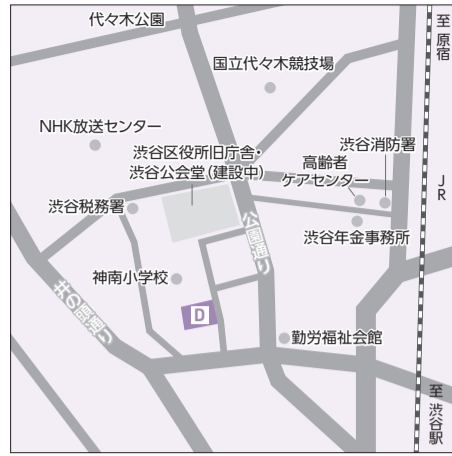 代々木公園
至 原宿
国立代々木競技場
NHK放送センター
渋谷区役所旧庁舎・
渋谷公会堂(建設中)
渋谷消防署
高齢者
ケアセンター
JR
渋谷税務署
公園通り
渋谷年金事務所
神南小学校
井の頭通り
D
勤労福祉会館
至 渋谷駅